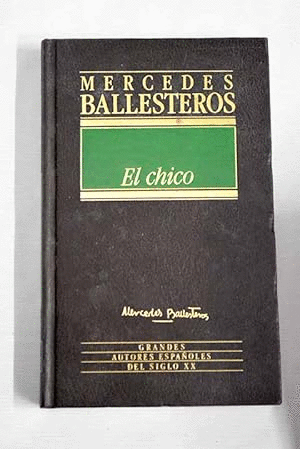 MERCEDES
BALLESTEROS
El chico
Mercedes Ballesteros
GRANDES
AUTORES ESPAÑOLES
DEL SIGLO XX